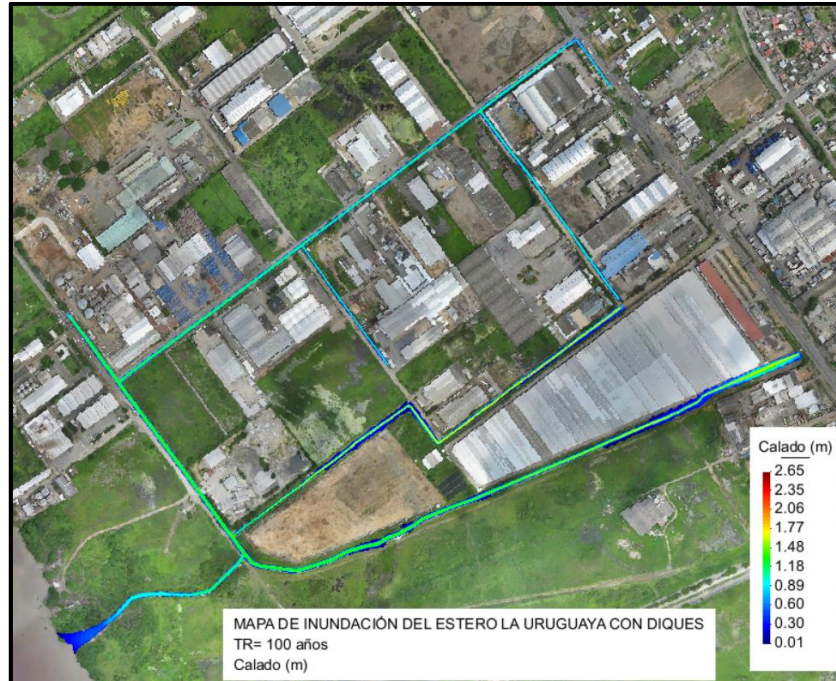 Calado (m)
2.65
2.35
2.06
1.77
1.48
1.18
0.89
0.60
0.30
0.01
MAPA DE INUNDACIÓN DEL ESTERO LA URUGUAYA CON DIQUES
TR= 100 años
Calado (m)